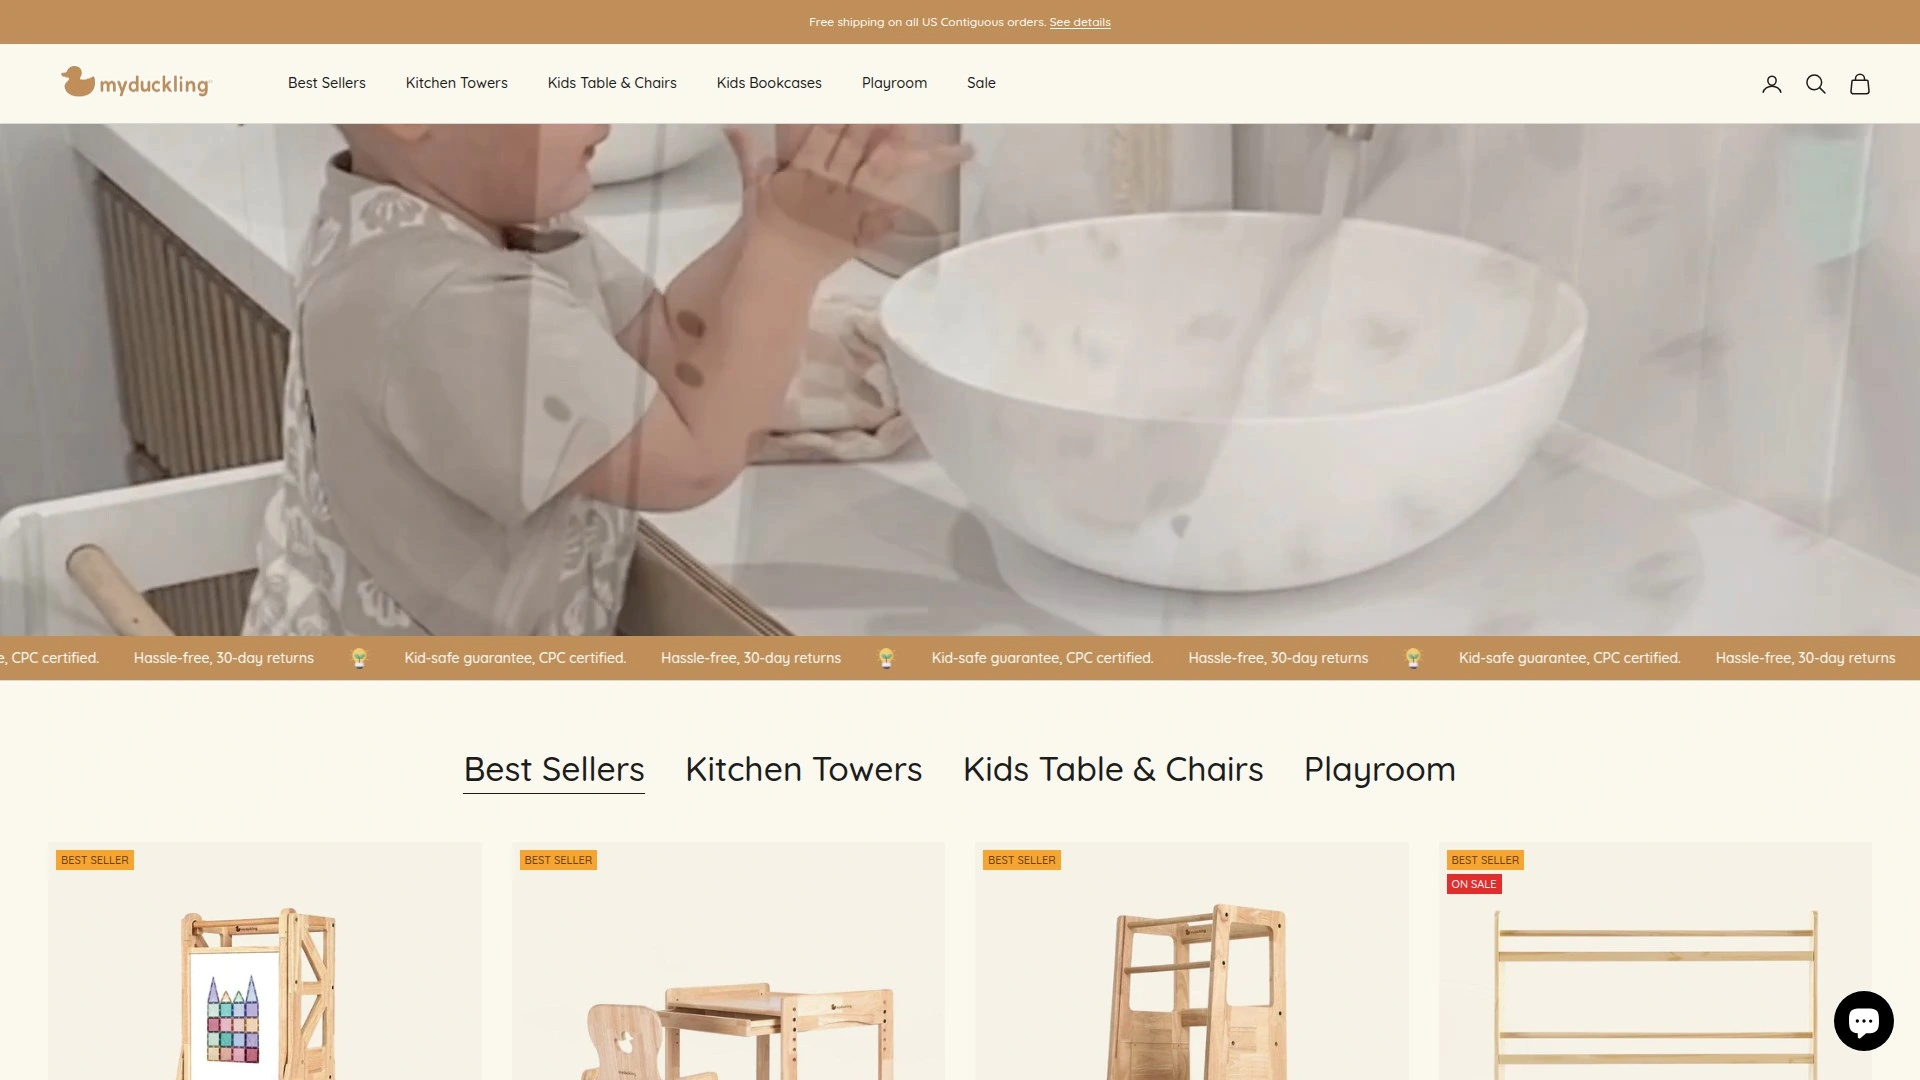 Free shipping on all US Contiguous orders. See details
myduckling
Best Sellers
Kitchen Towers
Kids Table & Chairs
Kids Bookcases
Playroom
Sale
e, CPC certified. Hassle-free, 30-day returns Kid-safe guarantee, CPC certified. Hassle-free, 30-day returns Kid-safe guarantee, CPC certified. Hassle-free, 30-day returns Kid-safe guarantee, CPC certified. Hassle-free, 30-day returns
Best Sellers
Kitchen Towers
Kids Table & Chairs
Playroom
BEST SELLER
BEST SELLER
BEST SELLER
BEST SELLER
ON SALE